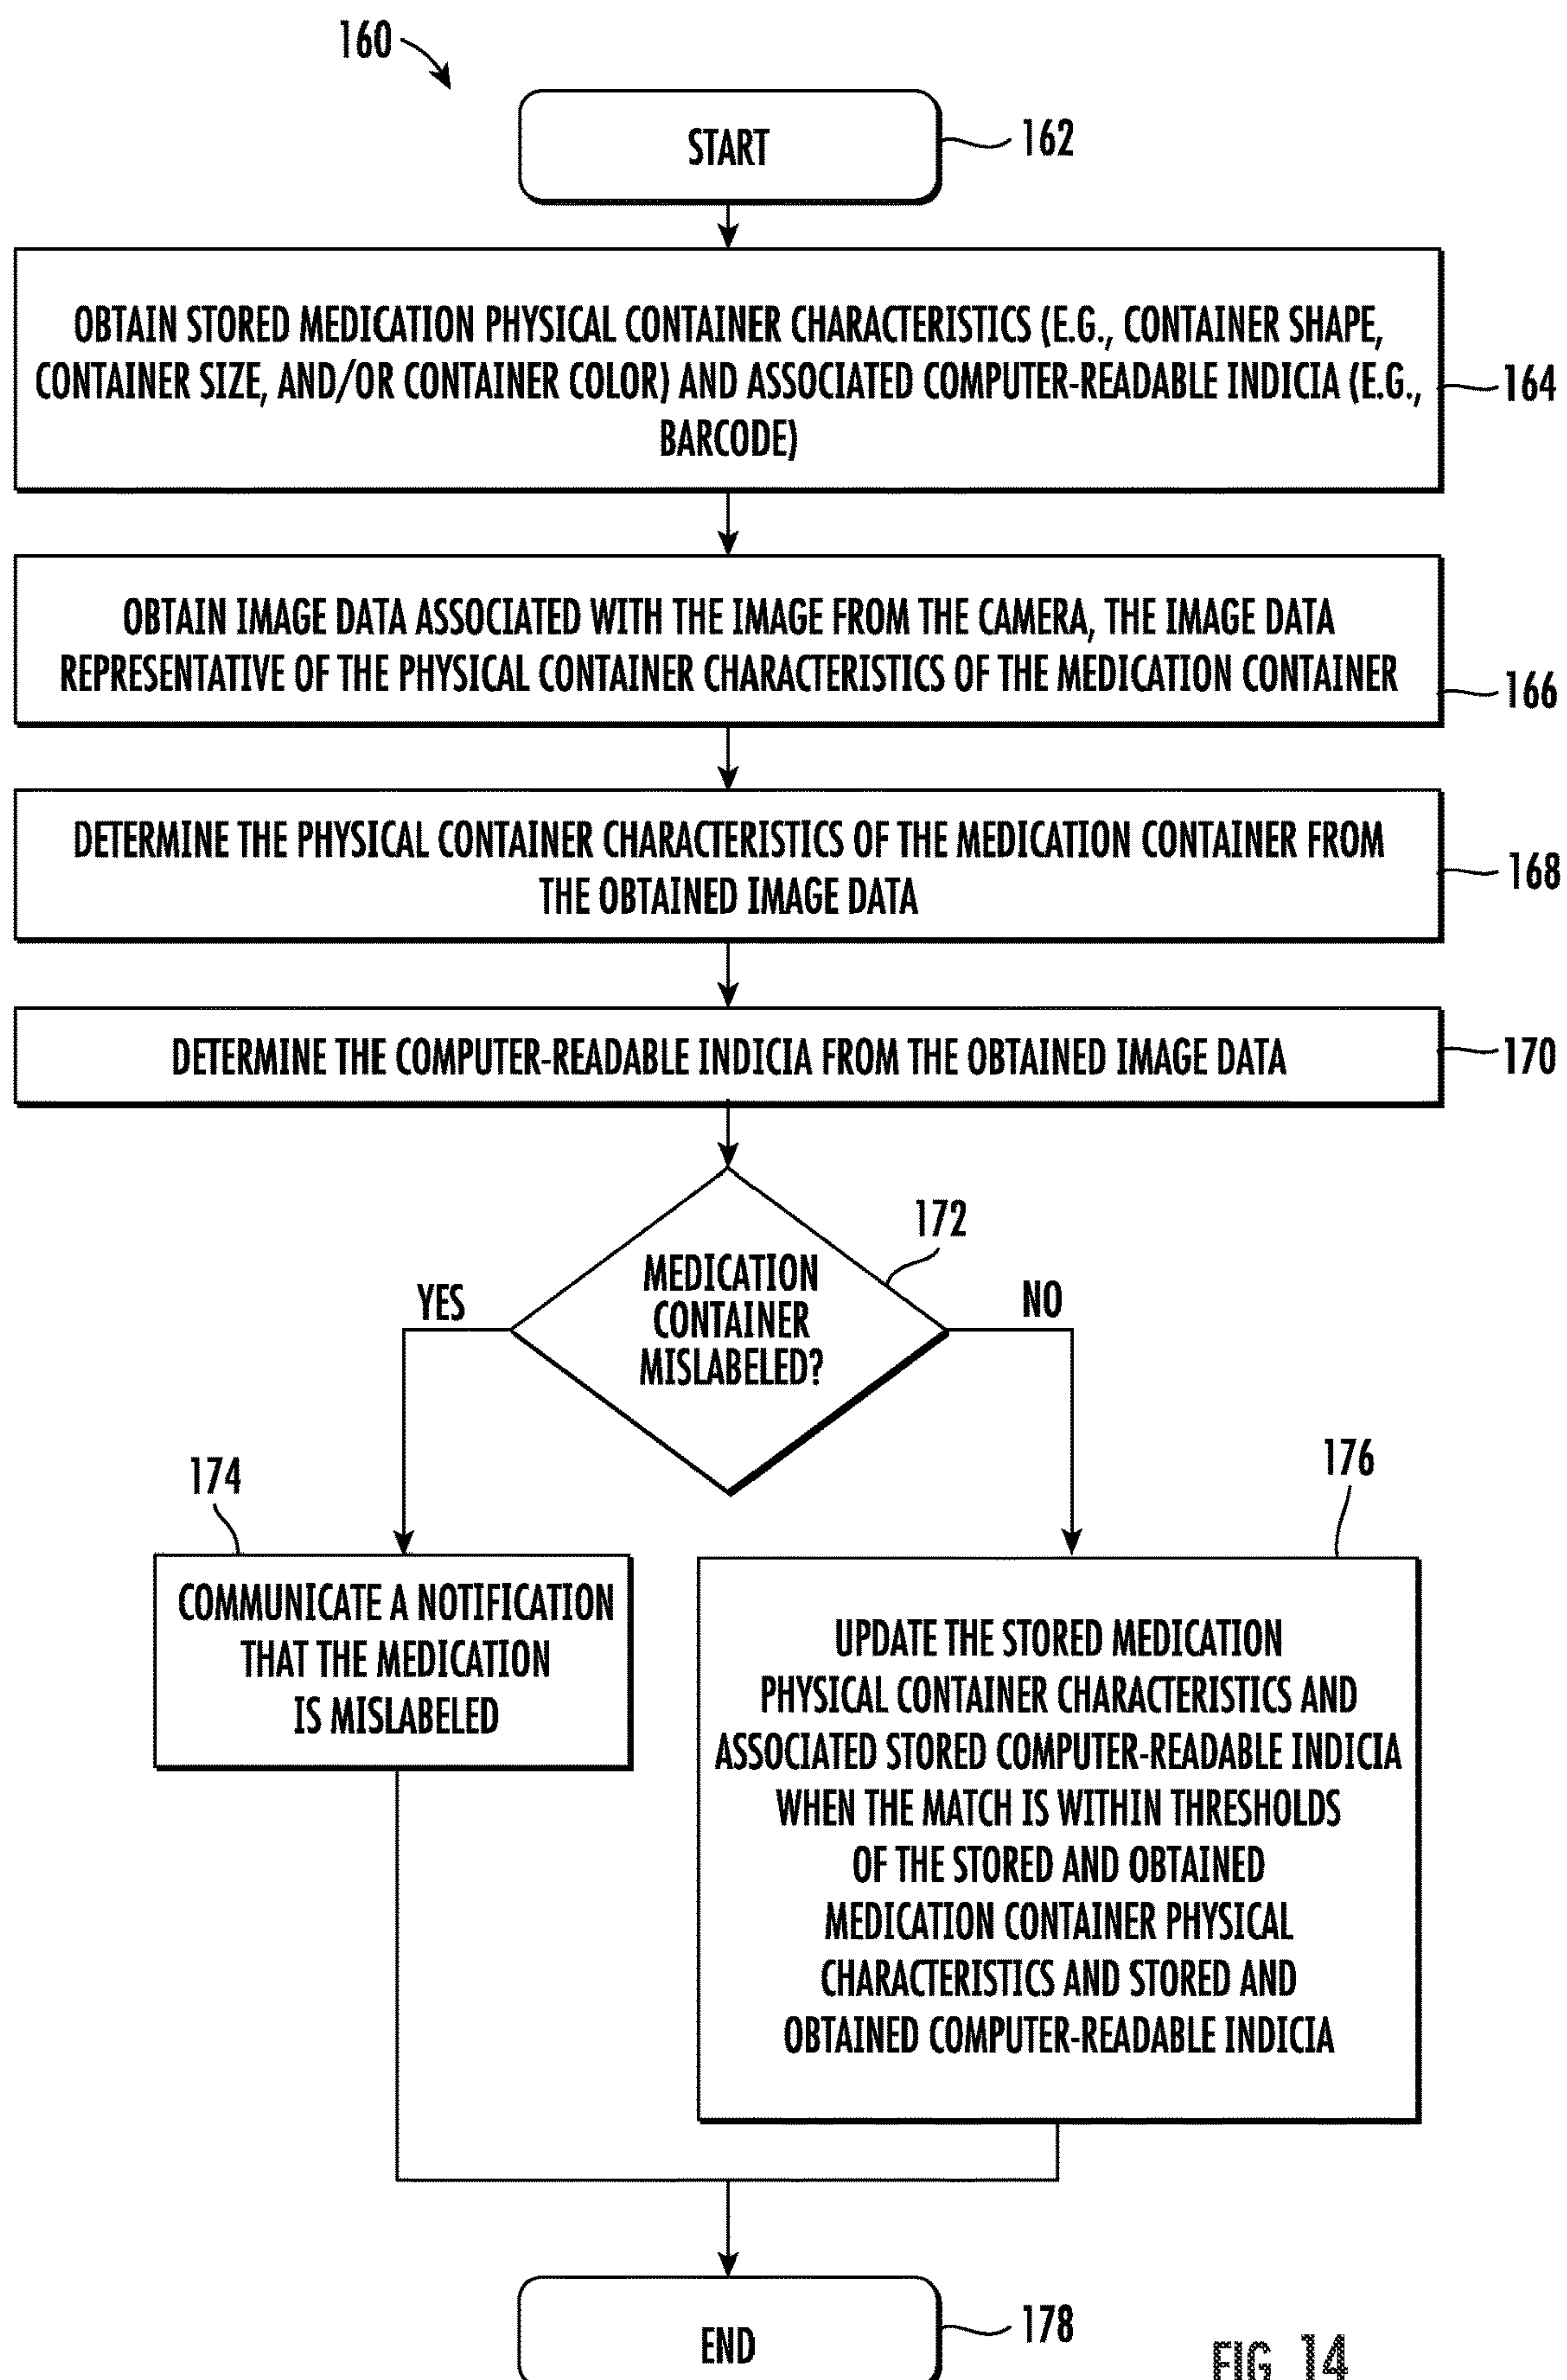 160
START
162
OBTAIN STORED MEDICATION PHYSICAL CONTAINER CHARACTERISTICS (E.G., CONTAINER SHAPE,
CONTAINER SIZE, AND/OR CONTAINER COLOR) AND ASSOCIATED COMPUTER-READABLE INDICIA (E.G.,
BARCODE)
164
OBTAIN IMAGE DATA ASSOCIATED WITH THE IMAGE FROM THE CAMERA, THE IMAGE DATA
REPRESENTATIVE OF THE PHYSICAL CONTAINER CHARACTERISTICS OF THE MEDICATION CONTAINER
166
DETERMINE THE PHYSICAL CONTAINER CHARACTERISTICS OF THE MEDICATION CONTAINER FROM
THE OBTAINED IMAGE DATA
168
DETERMINE THE COMPUTER-READABLE INDICIA FROM THE OBTAINED IMAGE DATA
170
172
MEDICATION
CONTAINER
MISLABELED?
YES
NO
174
COMMUNICATE A NOTIFICATION
THAT THE MEDICATION
IS MISLABELED
176
UPDATE THE STORED MEDICATION
PHYSICAL CONTAINER CHARACTERISTICS AND
ASSOCIATED STORED COMPUTER-READABLE INDICIA
WHEN THE MATCH IS WITHIN THRESHOLDS
OF THE STORED AND OBTAINED
MEDICATION CONTAINER PHYSICAL
CHARACTERISTICS AND STORED AND
OBTAINED COMPUTER-READABLE INDICIA
END
178
FIG. 14